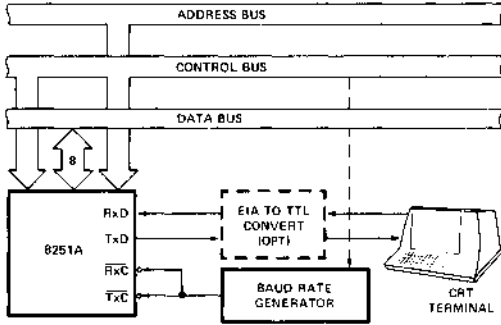 ADDRESS BUS
CONTROL BUS
DATA BUS
8
8251A
RxD
TxD
RxC
TxC
EIA TO TTL
CONVERT
(OPT)
BAUD RATE
GENERATOR
CRT
TERMINAL